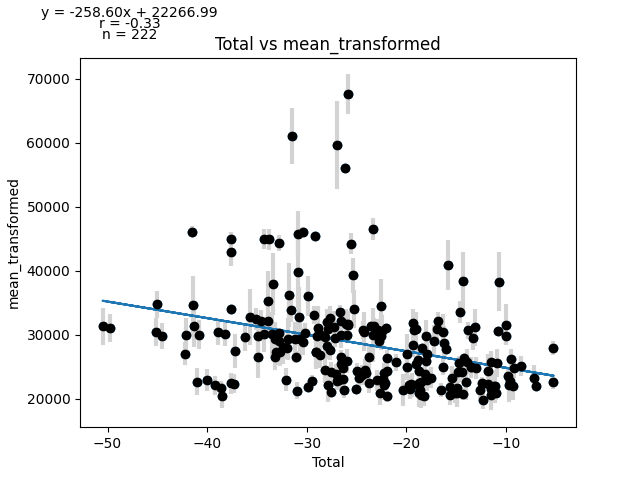 y = -258.60x + 22266.99
r = -0.33
n = 222
Total vs mean_transformed
70000
60000
50000
40000
30000
20000
mean_transformed
−50
−40
−30
−20
−10
Total